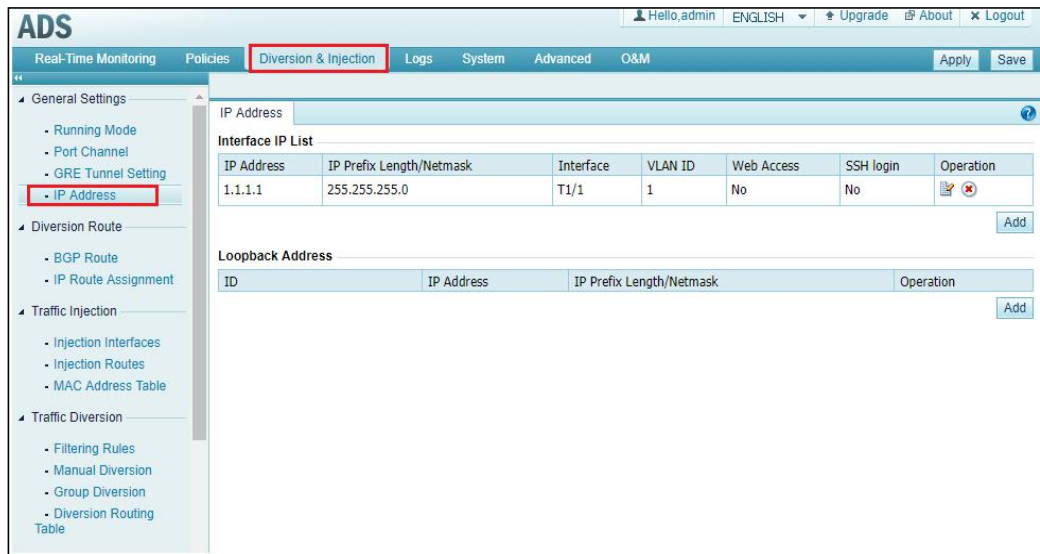 ADS
Hello,admin ENGLISH Upgrade About Logout
Real-Time Monitoring Policies Diversion & Injection Logs System Advanced O&M Apply Save
General Settings
Running Mode
Port Channel
GRE Tunnel Setting
IP Address
Diversion Route
BGP Route
IP Route Assignment
Traffic Injection
Injection Interfaces
Injection Routes
MAC Address Table
Traffic Diversion
Filtering Rules
Manual Diversion
Group Diversion
Diversion Routing
Table
IP Address
Interface IP List
IP Address IP Prefix Length/Netmask Interface VLAN ID Web Access SSH login Operation
1.1.1.1 255.255.255.0 T1/1 1 No No
Add
Loopback Address
ID IP Address IP Prefix Length/Netmask Operation
Add